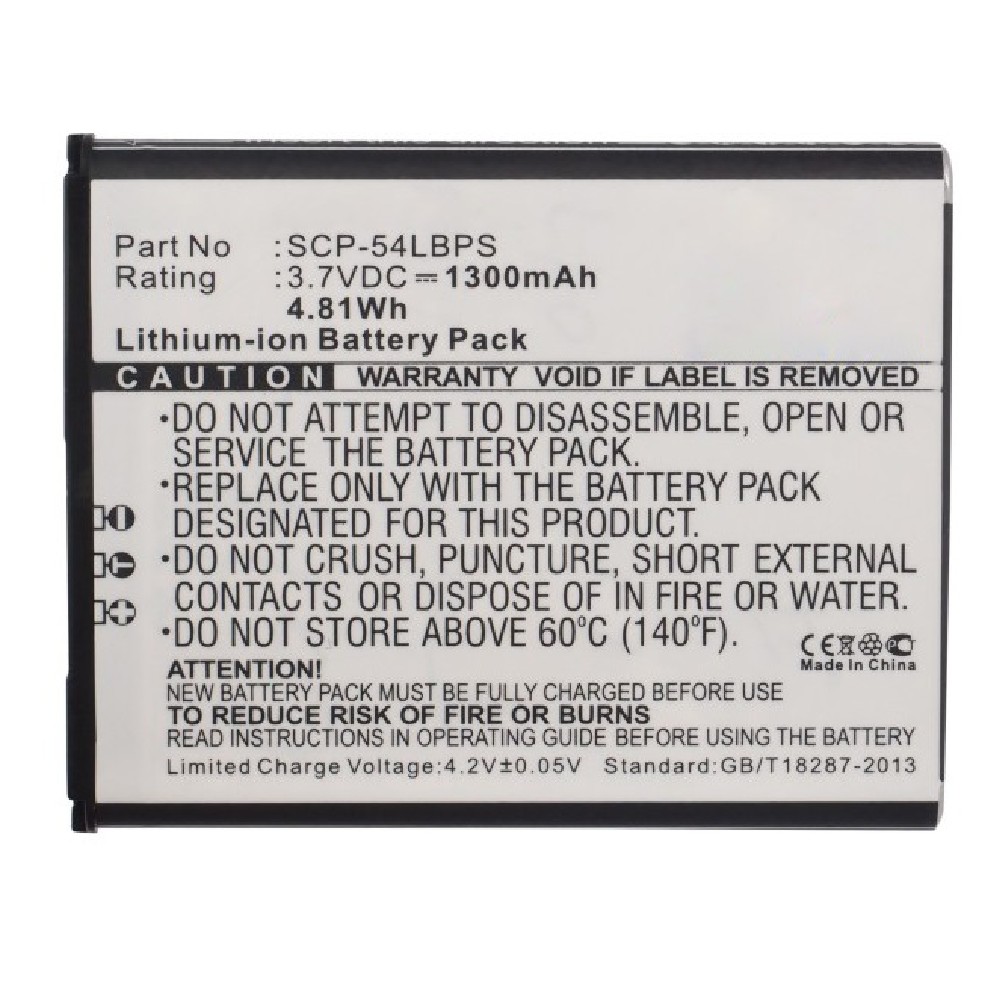 Part No :SCP-54LBPS
Rating :3.7VDC⎓1300mAh
4.81Wh
Lithium-ion Battery Pack
CAUTION WARRANTY VOID IF LABEL IS REMOVED
•DO NOT ATTEMPT TO DISASSEMBLE, OPEN OR
SERVICE THE BATTERY PACK.
•REPLACE ONLY WITH THE BATTERY PACK
DESIGNATED FOR THIS PRODUCT.
•DO NOT CRUSH, PUNCTURE, SHORT EXTERNAL
CONTACTS OR DISPOSE OF IN FIRE OR WATER.
•DO NOT STORE ABOVE 60°C (140°F).
CE
Made In China
ATTENTION!
NEW BATTERY PACK MUST BE FULLY CHARGED BEFORE USE
TO REDUCE RISK OF FIRE OR BURNS
READ INSTRUCTIONS IN OPERATING GUIDE BEFORE USING THE BATTERY
Limited Charge Voltage:4.2V±0.05V Standard:GB/T18287-2013